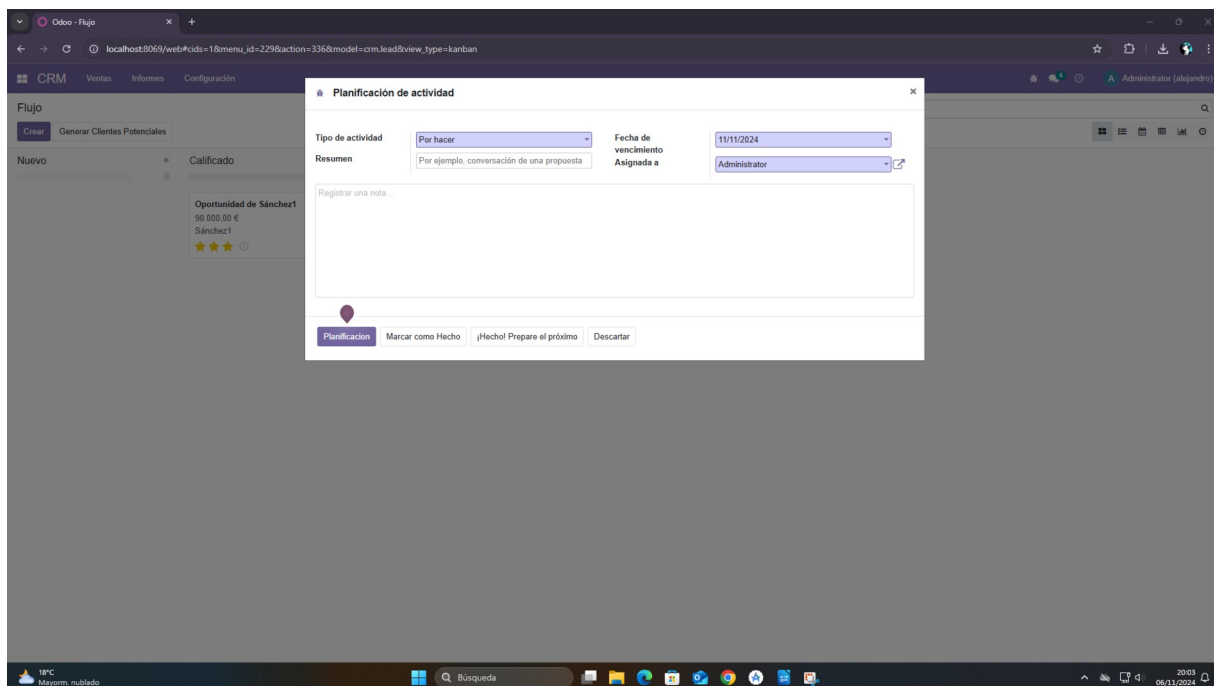 Odoo - Flujo
localhost:8069/web#cids=1&menu_id=229&action=336&model=crm.lead&view_type=kanban
CRM Ventas Informes Configuración
A Administrator (alejandro)
Flujo
Crear Generar Clientes Potenciales
Nuevo
0
Calificado
Oportunidad de Sánchez1
90.000,00 €
Sánchez1
Planificación de actividad
Tipo de actividad Por hacer
Resumen Por ejemplo, conversación de una propuesta
Fecha de vencimiento 11/11/2024
Asignada a Administrator
Registrar una nota...
Planificacion Marcar como Hecho ¡Hecho! Prepare el próximo Descartar
18°C
Mayorm. nublado
Búsqueda
20:03
06/11/2024